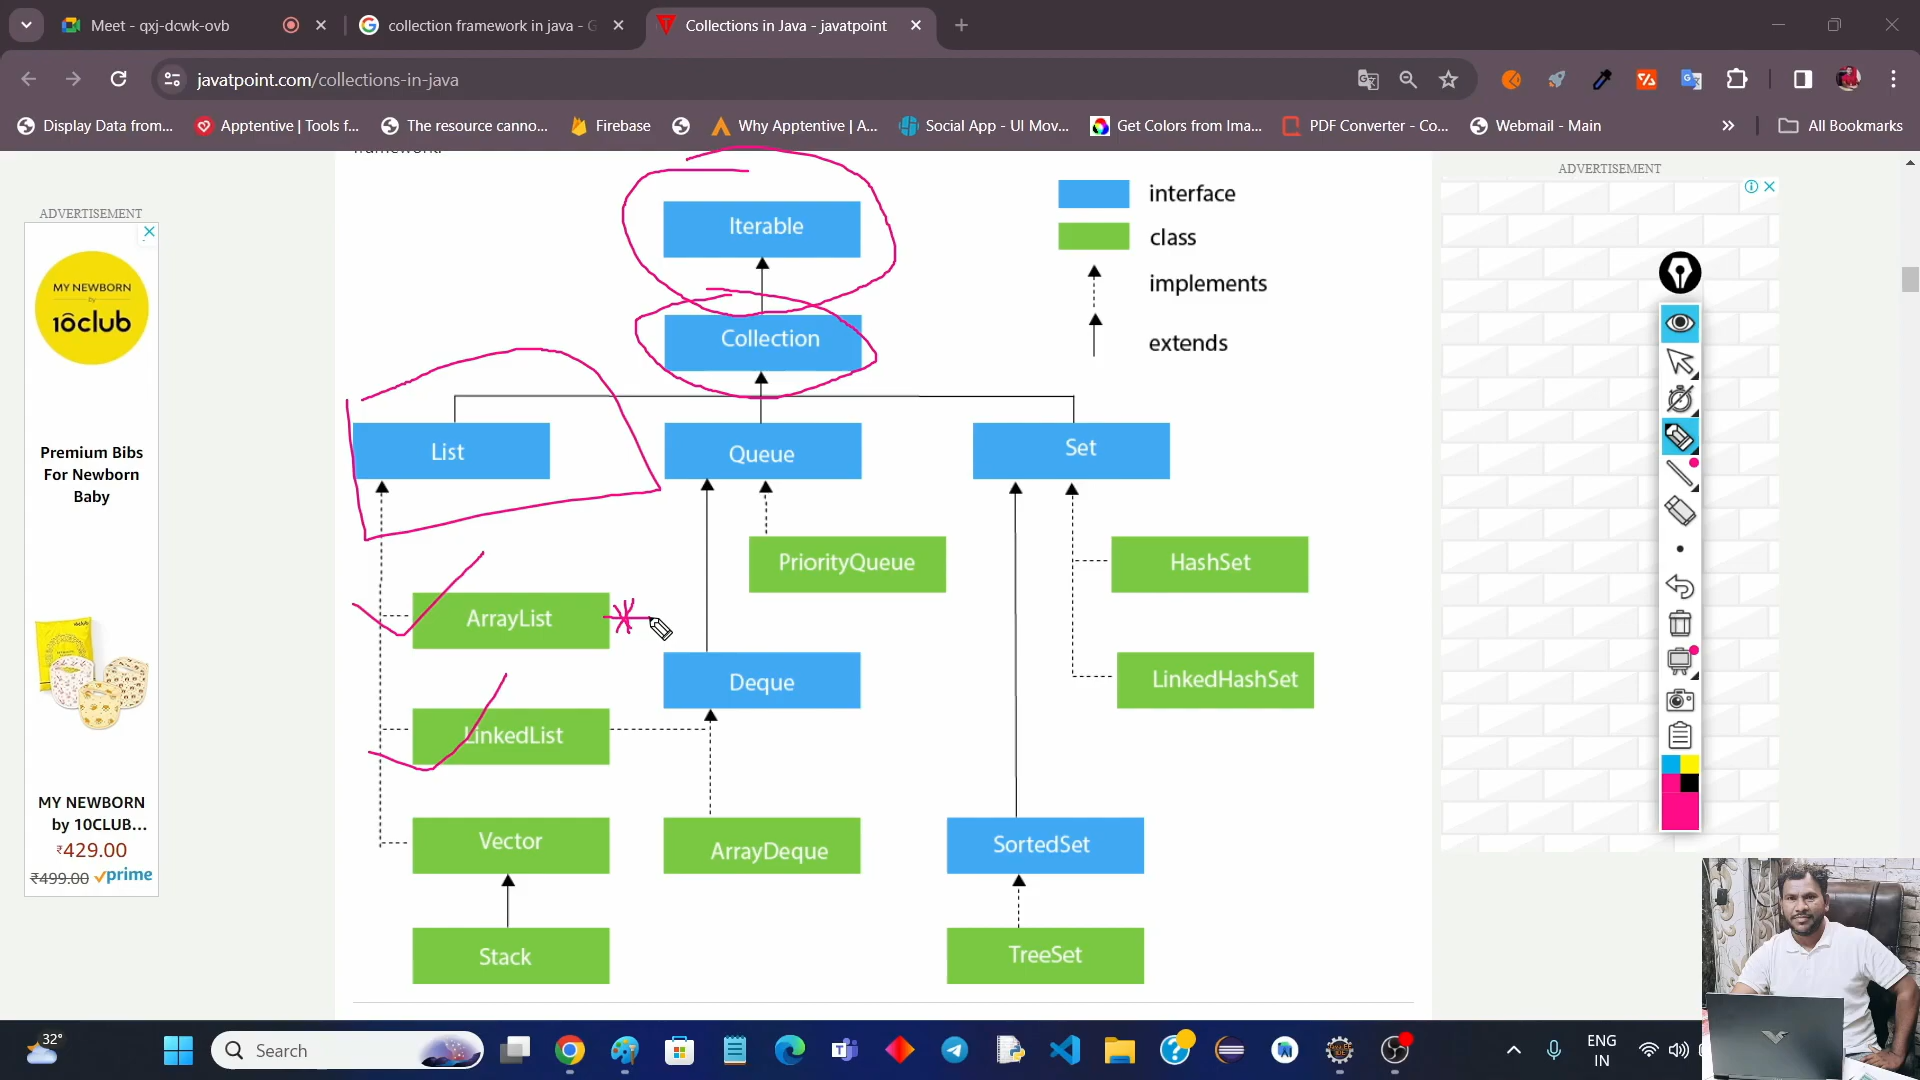 Meet - qxj-dcwk-ovb
collection framework in java - G
Collections in Java - javatpoint
javatpoint.com/collections-in-java
Display Data from...
Apptentive | Tools f...
The resource canno...
Firebase
Why Apptentive | A...
Social App - UI Mov...
Get Colors from Ima...
PDF Converter - Co...
Webmail - Main
All Bookmarks
framework.
ADVERTISEMENT
MY NEWBORN
by
10club
Premium Bibs
For Newborn
Baby
MY NEWBORN
by 10CLUB...
₹429.00
₹499.00 prime
Iterable
Collection
List
Queue
Set
PriorityQueue
HashSet
ArrayList
Deque
LinkedHashSet
LinkedList
Vector
ArrayDeque
SortedSet
Stack
TreeSet
interface
class
implements
extends
ADVERTISEMENT
32°
Search
ENG
IN